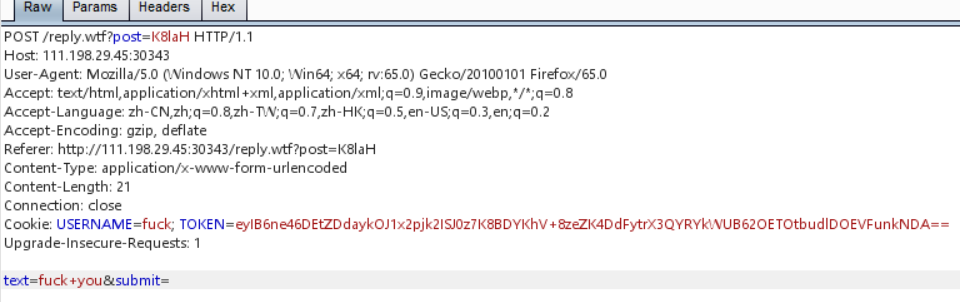 Raw Params Headers Hex
POST /reply.wtf?post=K8laH HTTP/1.1
Host: 111.198.29.45:30343
User-Agent: Mozilla/5.0 (Windows NT 10.0; Win64; x64; rv:65.0) Gecko/20100101 Firefox/65.0
Accept: text/html,application/xhtml+xml,application/xml;q=0.9,image/webp,*/*;q=0.8
Accept-Language: zh-CN,zh;q=0.8,zh-TW;q=0.7,zh-HK;q=0.5,en-US;q=0.3,en;q=0.2
Accept-Encoding: gzip, deflate
Referer: http://111.198.29.45:30343/reply.wtf?post=K8laH
Content-Type: application/x-www-form-urlencoded
Content-Length: 21
Connection: close
Cookie: USERNAME=fuck; TOKEN=eyIB6ne46DEtZDdaykOJ1x2pjk2ISJ0z7K8BDYKhV+8zeZK4DdFytrX3QYRYkWUB62OETOtbudlDOEVFunkNDA==
Upgrade-Insecure-Requests: 1
text=fuck+you&submit=